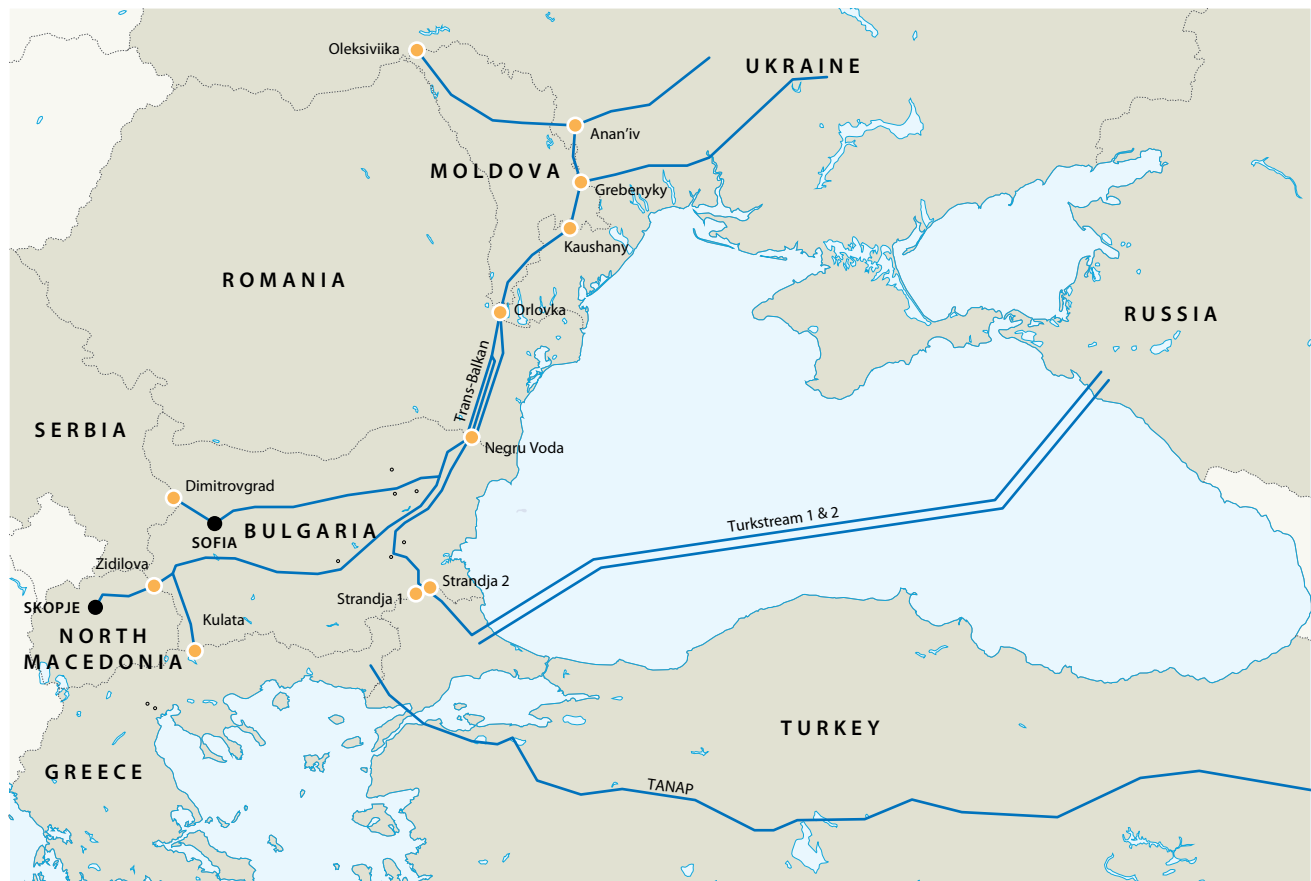 Oleksiviika
UKRAINE
Anan’iv
MOLDOVA
Grebenyky
Kaushany
ROMANIA
Orlovka
RUSSIA
Trans-Balkan
SERBIA
Negru Voda
Dimitrovgrad
Turkstream 1 & 2
BULGARIA
SOFIA
Zidilova
Strandja 2
Strandja 1
SKOPJE
Kulata
NORTH
MACEDONIA
TURKEY
GREECE
TANAP